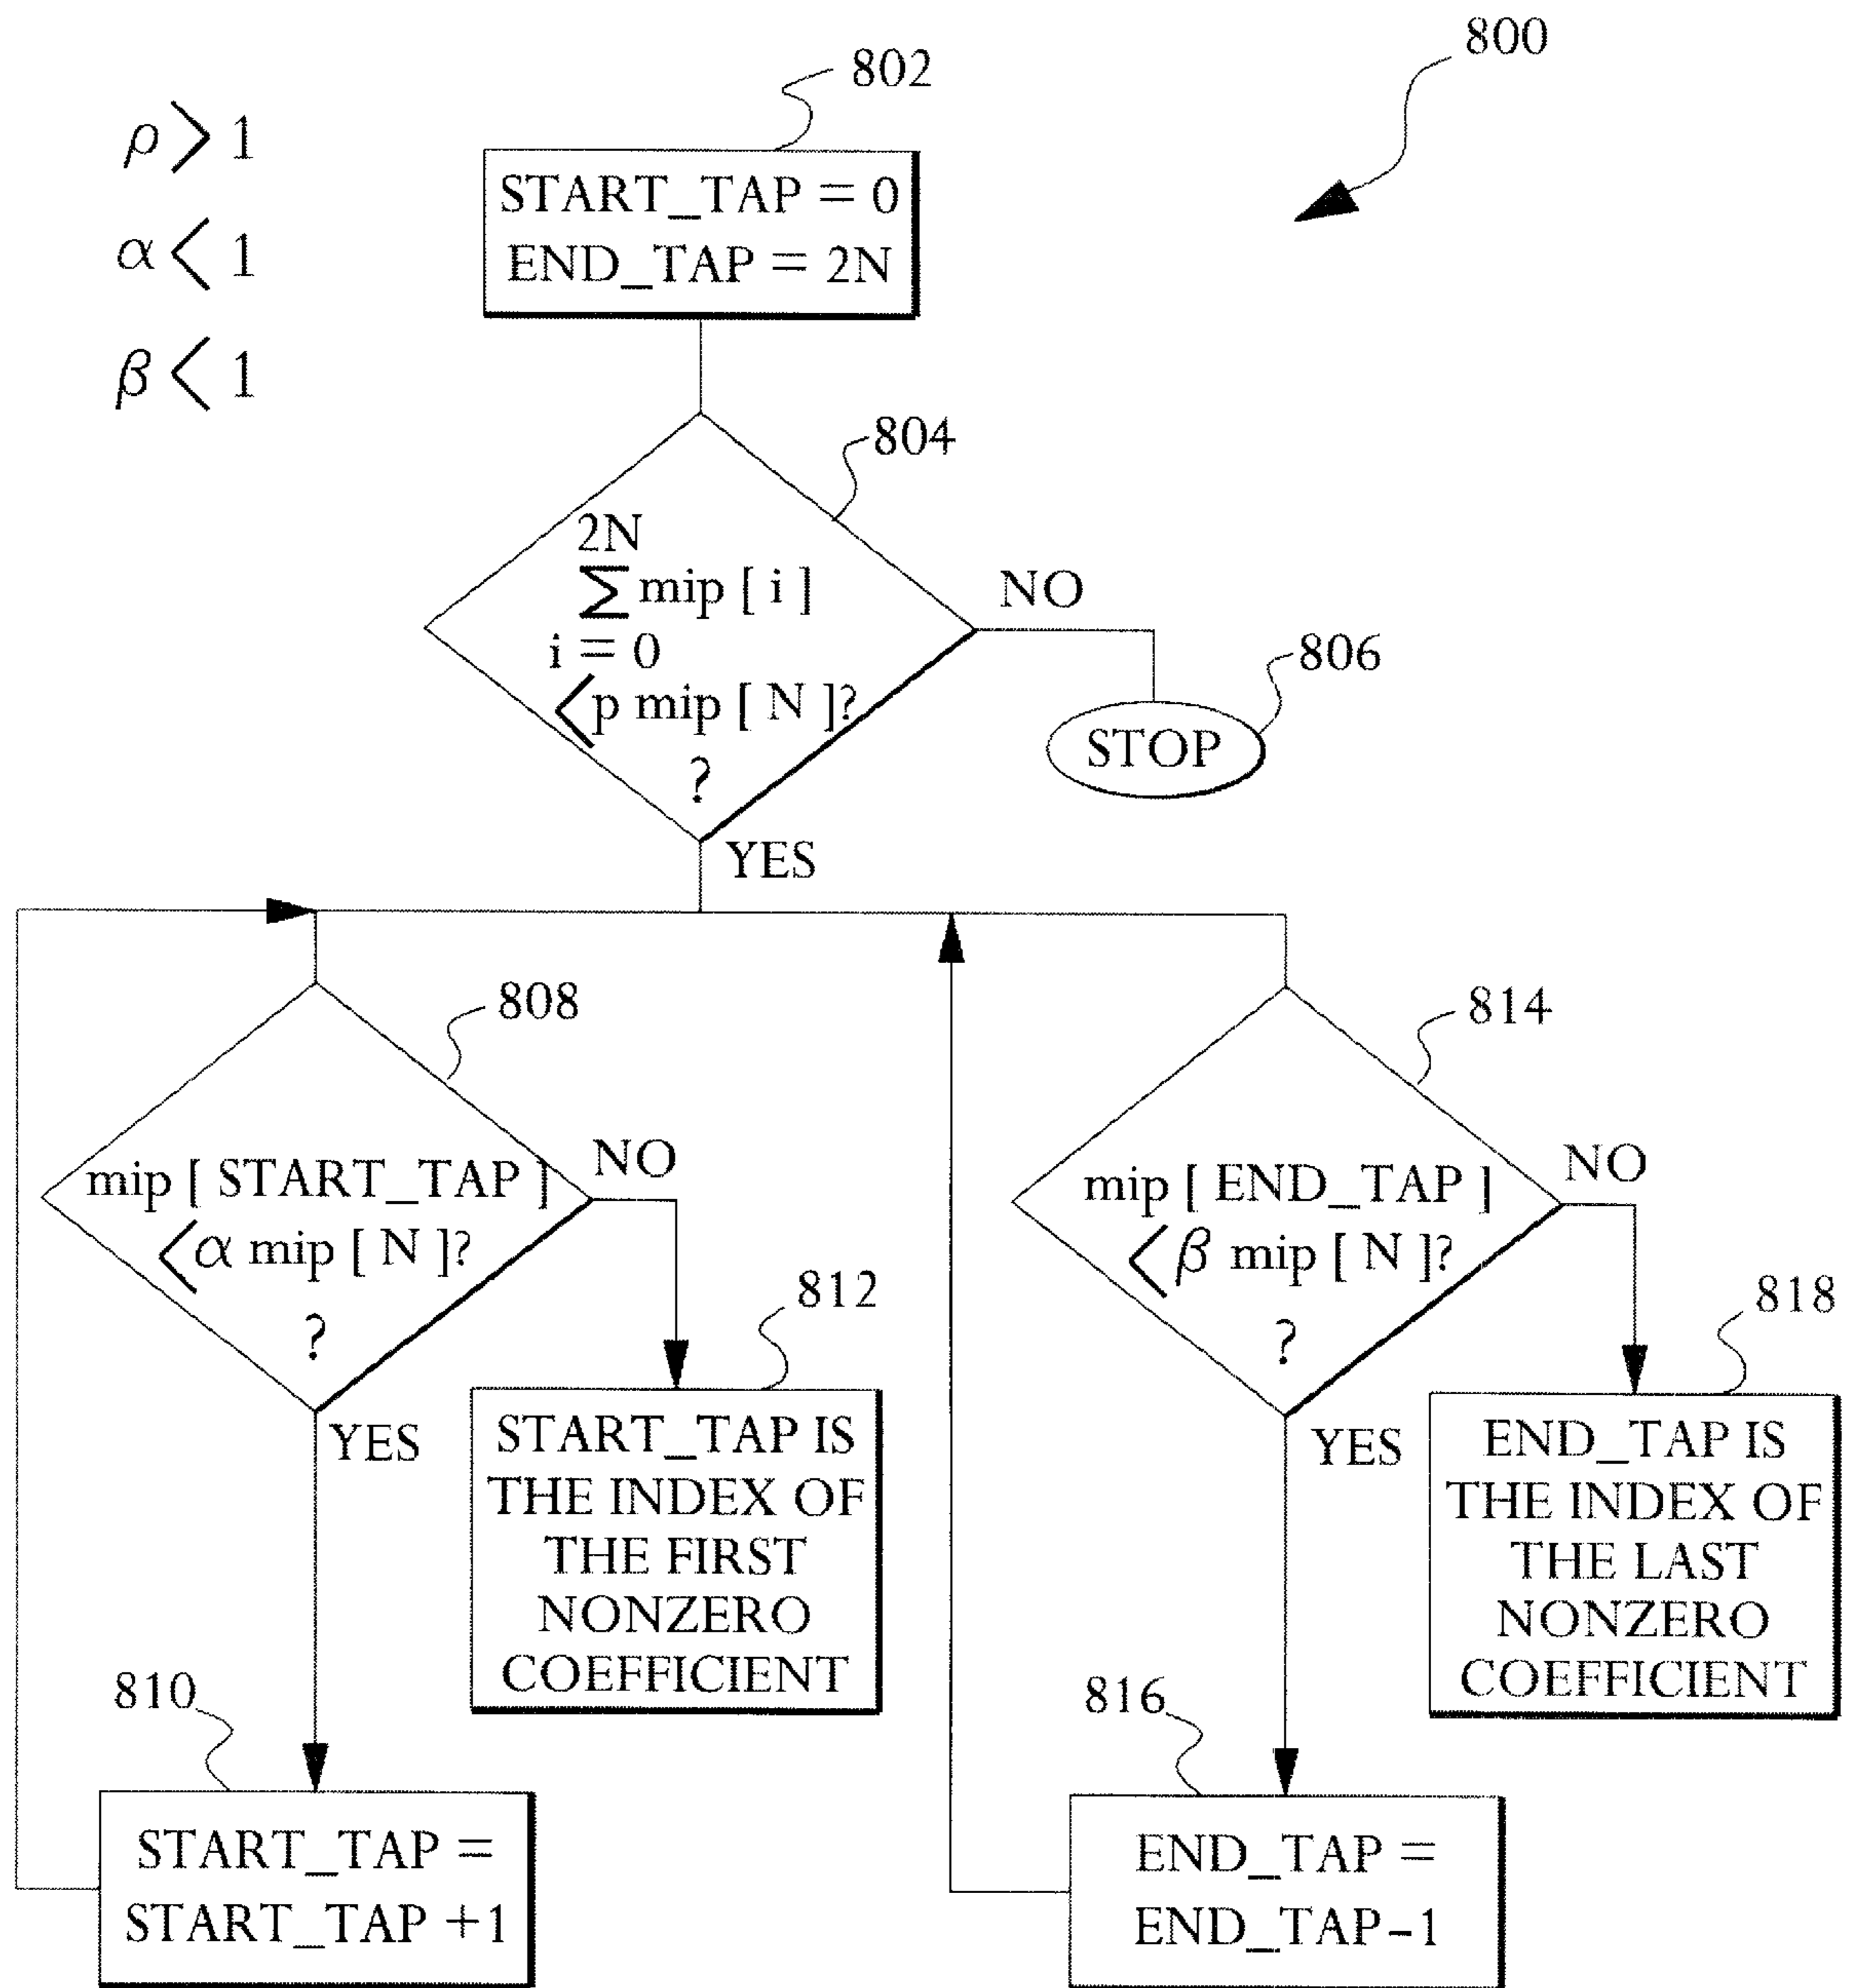 800
802
ρ > 1
α < 1
β < 1
START_TAP = 0
END_TAP = 2N
804
2N
∑ mip [ i ]
i = 0
< p mip [ N ]?
?
NO
806
STOP
YES
808
mip [ START_TAP ]
< α mip [ N ]?
?
NO
YES
812
START_TAP IS
THE INDEX OF
THE FIRST
NONZERO
COEFFICIENT
810
START_TAP =
START_TAP +1
814
mip [ END_TAP ]
< β mip [ N ]?
?
NO
YES
818
END_TAP IS
THE INDEX OF
THE LAST
NONZERO
COEFFICIENT
816
END_TAP =
END_TAP-1